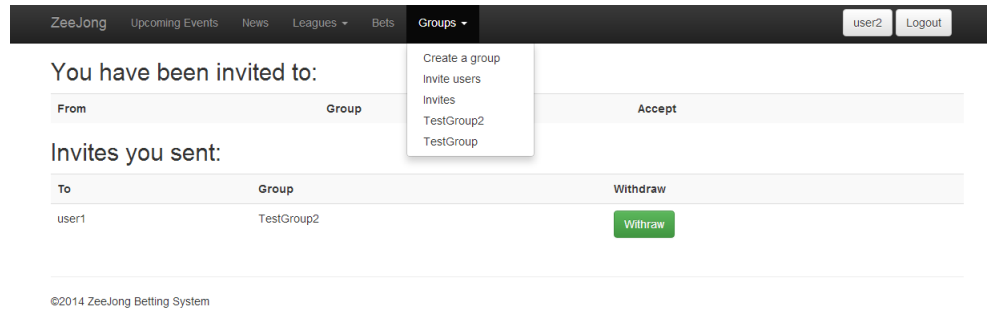 ZeeJong Upcoming Events News Leagues Bets Groups user2 Logout
Create a group
Invite users
Invites
TestGroup2
TestGroup
You have been invited to:
From Group Accept
Invites you sent:
To Group Withdraw
user1 TestGroup2 Withraw
©2014 ZeeJong Betting System